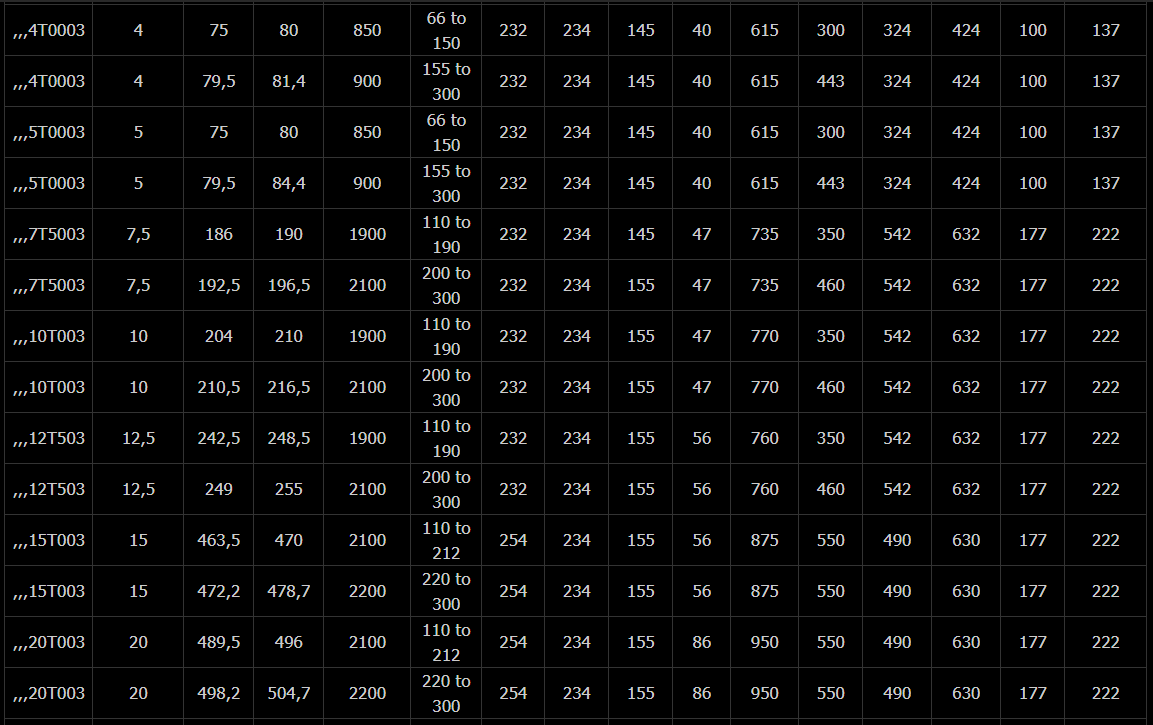 ,,,4T0003 4 75 80 850 66 to 150 232 234 145 40 615 300 324 424 100 137
,,,4T0003 4 79,5 81,4 900 155 to 300 232 234 145 40 615 443 324 424 100 137
,,,5T0003 5 75 80 850 66 to 150 232 234 145 40 615 300 324 424 100 137
,,,5T0003 5 79,5 84,4 900 155 to 300 232 234 145 40 615 443 324 424 100 137
,,,7T5003 7,5 186 190 1900 110 to 190 232 234 145 47 735 350 542 632 177 222
,,,7T5003 7,5 192,5 196,5 2100 200 to 300 232 234 155 47 735 460 542 632 177 222
,,,10T003 10 204 210 1900 110 to 190 232 234 155 47 770 350 542 632 177 222
,,,10T003 10 210,5 216,5 2100 200 to 300 232 234 155 47 770 460 542 632 177 222
,,,12T503 12,5 242,5 248,5 1900 110 to 190 232 234 155 56 760 350 542 632 177 222
,,,12T503 12,5 249 255 2100 200 to 300 232 234 155 56 760 460 542 632 177 222
,,,15T003 15 463,5 470 2100 110 to 212 254 234 155 56 875 550 490 630 177 222
,,,15T003 15 472,2 478,7 2200 220 to 300 254 234 155 56 875 550 490 630 177 222
,,,20T003 20 489,5 496 2100 110 to 212 254 234 155 86 950 550 490 630 177 222
,,,20T003 20 498,2 504,7 2200 220 to 300 254 234 155 86 950 550 490 630 177 222